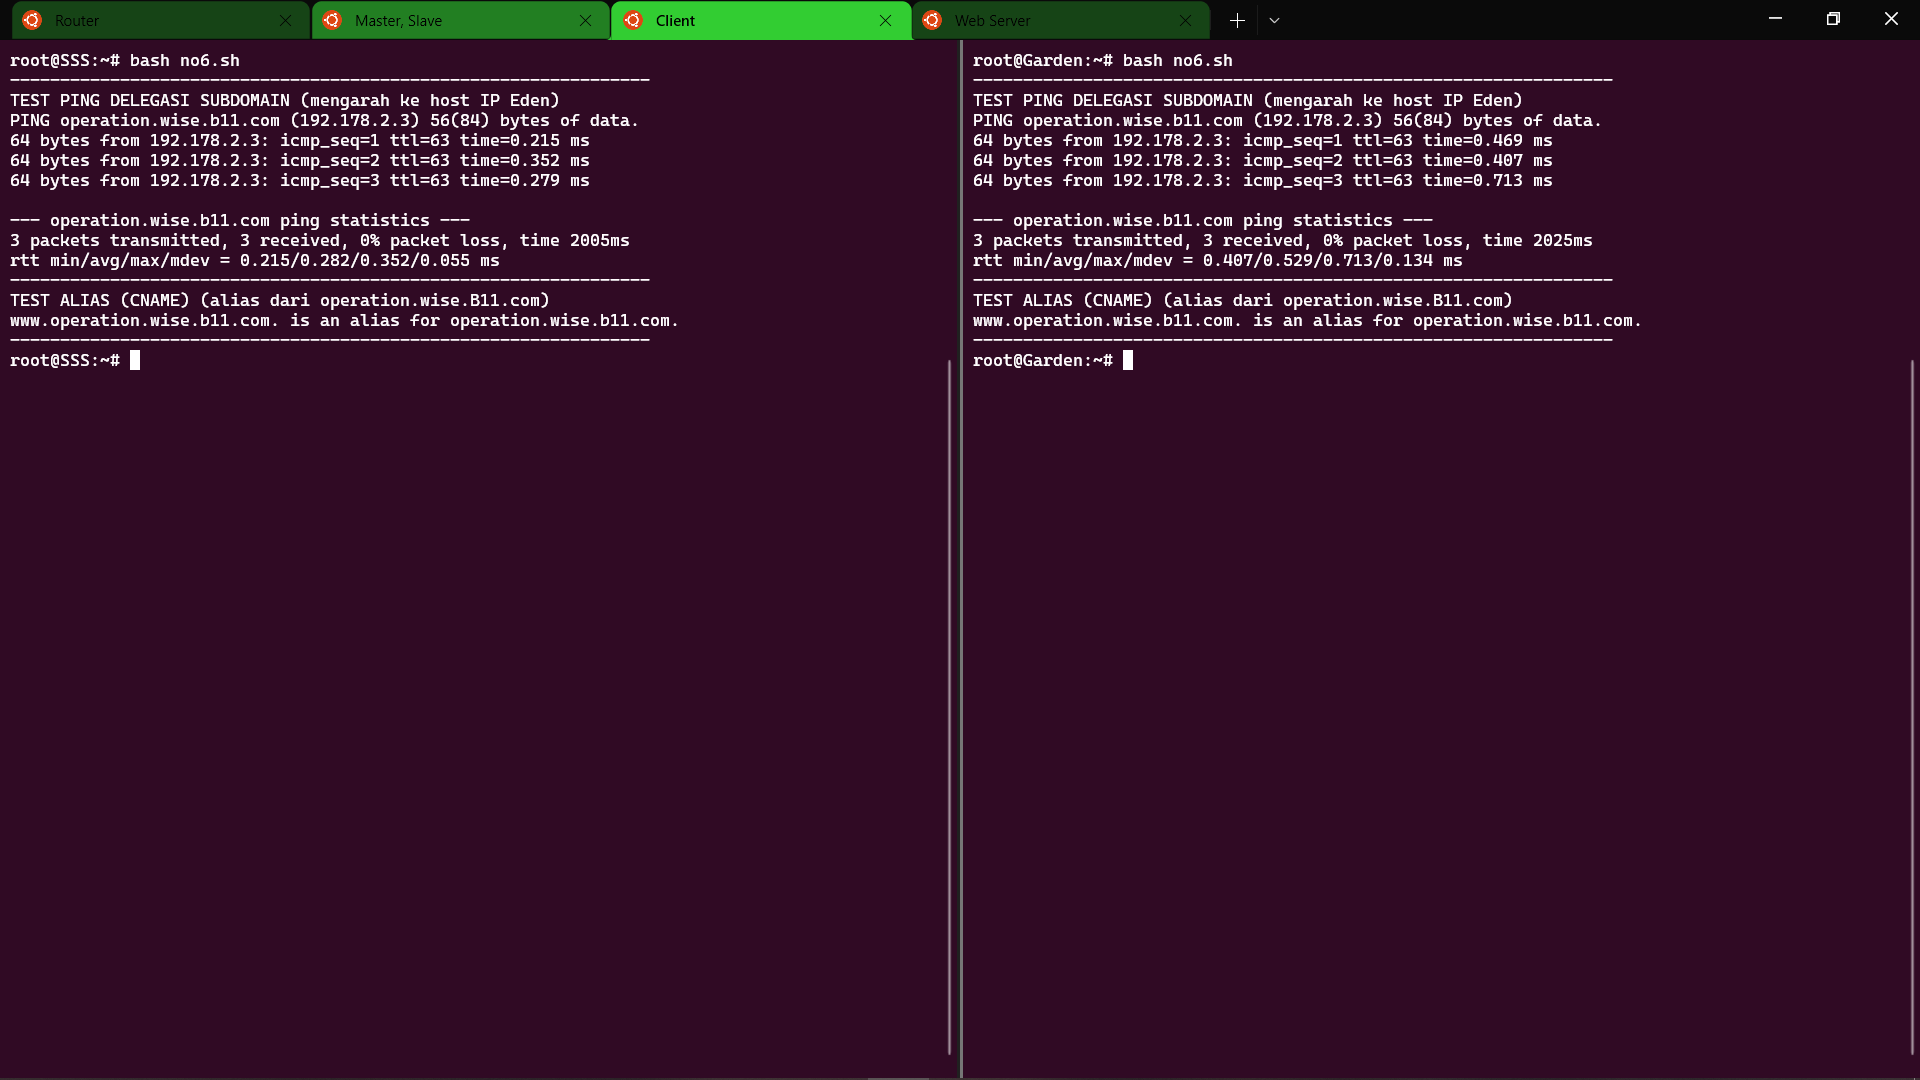 Router
Master, Slave
Client
Web Server
root@SSS:~# bash no6.sh
----------------------------------------------------------------
TEST PING DELEGASI SUBDOMAIN (mengarah ke host IP Eden)
PING operation.wise.b11.com (192.178.2.3) 56(84) bytes of data.
64 bytes from 192.178.2.3: icmp_seq=1 ttl=63 time=0.215 ms
64 bytes from 192.178.2.3: icmp_seq=2 ttl=63 time=0.352 ms
64 bytes from 192.178.2.3: icmp_seq=3 ttl=63 time=0.279 ms

--- operation.wise.b11.com ping statistics ---
3 packets transmitted, 3 received, 0% packet loss, time 2005ms
rtt min/avg/max/mdev = 0.215/0.282/0.352/0.055 ms
----------------------------------------------------------------
TEST ALIAS (CNAME) (alias dari operation.wise.B11.com)
www.operation.wise.b11.com. is an alias for operation.wise.b11.com.
----------------------------------------------------------------
root@SSS:~#
root@Garden:~# bash no6.sh
----------------------------------------------------------------
TEST PING DELEGASI SUBDOMAIN (mengarah ke host IP Eden)
PING operation.wise.b11.com (192.178.2.3) 56(84) bytes of data.
64 bytes from 192.178.2.3: icmp_seq=1 ttl=63 time=0.469 ms
64 bytes from 192.178.2.3: icmp_seq=2 ttl=63 time=0.407 ms
64 bytes from 192.178.2.3: icmp_seq=3 ttl=63 time=0.713 ms

--- operation.wise.b11.com ping statistics ---
3 packets transmitted, 3 received, 0% packet loss, time 2025ms
rtt min/avg/max/mdev = 0.407/0.529/0.713/0.134 ms
----------------------------------------------------------------
TEST ALIAS (CNAME) (alias dari operation.wise.B11.com)
www.operation.wise.b11.com. is an alias for operation.wise.b11.com.
----------------------------------------------------------------
root@Garden:~#